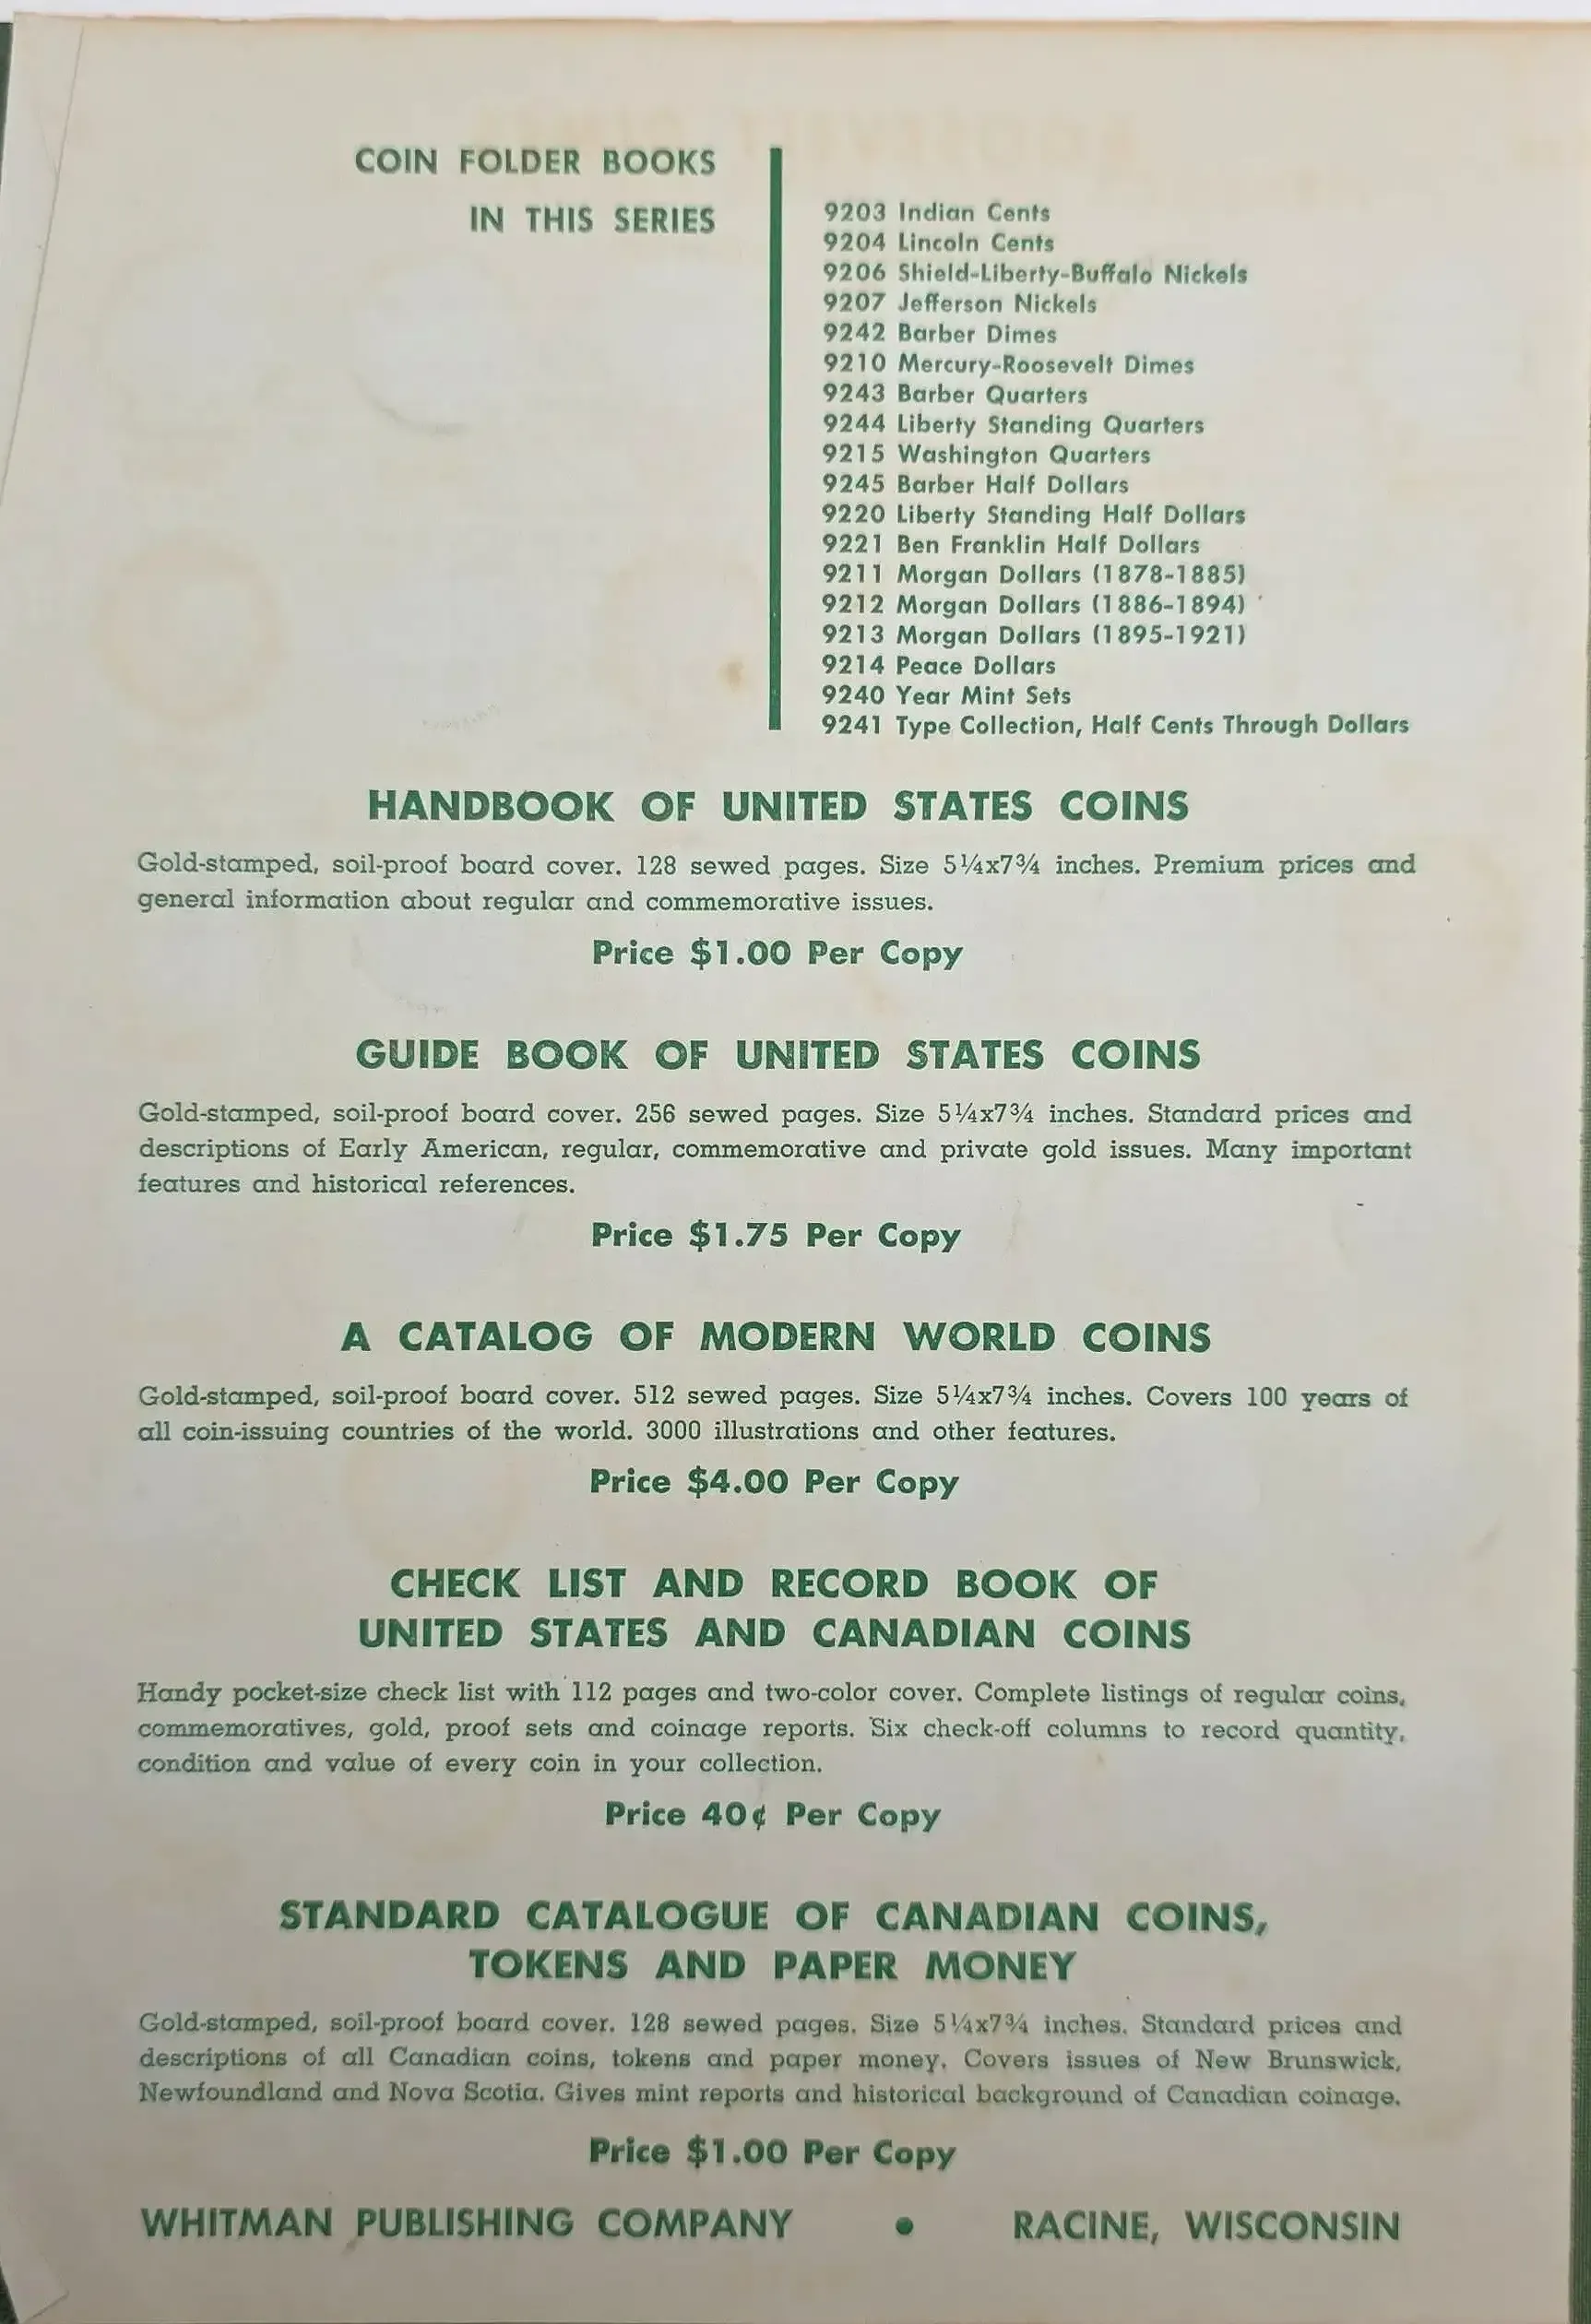 COIN FOLDER BOOKS
IN THIS SERIES
9203 Indian Cents
9204 Lincoln Cents
9206 Shield-Liberty-Buffalo Nickels
9207 Jefferson Nickels
9242 Barber Dimes
9210 Mercury-Roosevelt Dimes
9243 Barber Quarters
9244 Liberty Standing Quarters
9215 Washington Quarters
9245 Barber Half Dollars
9220 Liberty Standing Half Dollars
9221 Ben Franklin Half Dollars
9211 Morgan Dollars (1878-1885)
9212 Morgan Dollars (1886-1894)
9213 Morgan Dollars (1895-1921)
9214 Peace Dollars
9240 Year Mint Sets
9241 Type Collection, Half Cents Through Dollars
HANDBOOK OF UNITED STATES COINS
Gold-stamped, soil-proof board cover. 128 sewed pages. Size 5¼x7¾ inches. Premium prices and
general information about regular and commemorative issues.
Price $1.00 Per Copy
GUIDE BOOK OF UNITED STATES COINS
Gold-stamped, soil-proof board cover. 256 sewed pages. Size 5¼x7¾ inches. Standard prices and
descriptions of Early American, regular, commemorative and private gold issues. Many important
features and historical references.
Price $1.75 Per Copy
A CATALOG OF MODERN WORLD COINS
Gold-stamped, soil-proof board cover. 512 sewed pages. Size 5¼x7¾ inches. Covers 100 years of
all coin-issuing countries of the world. 3000 illustrations and other features.
Price $4.00 Per Copy
CHECK LIST AND RECORD BOOK OF
UNITED STATES AND CANADIAN COINS
Handy pocket-size check list with 112 pages and two-color cover. Complete listings of regular coins,
commemoratives, gold, proof sets and coinage reports. Six check-off columns to record quantity,
condition and value of every coin in your collection.
Price 40¢ Per Copy
STANDARD CATALOGUE OF CANADIAN COINS,
TOKENS AND PAPER MONEY
Gold-stamped, soil-proof board cover. 128 sewed pages. Size 5¼x7¾ inches. Standard prices and
descriptions of all Canadian coins, tokens and paper money. Covers issues of New Brunswick,
Newfoundland and Nova Scotia. Gives mint reports and historical background of Canadian coinage.
Price $1.00 Per Copy
WHITMAN PUBLISHING COMPANY • RACINE, WISCONSIN